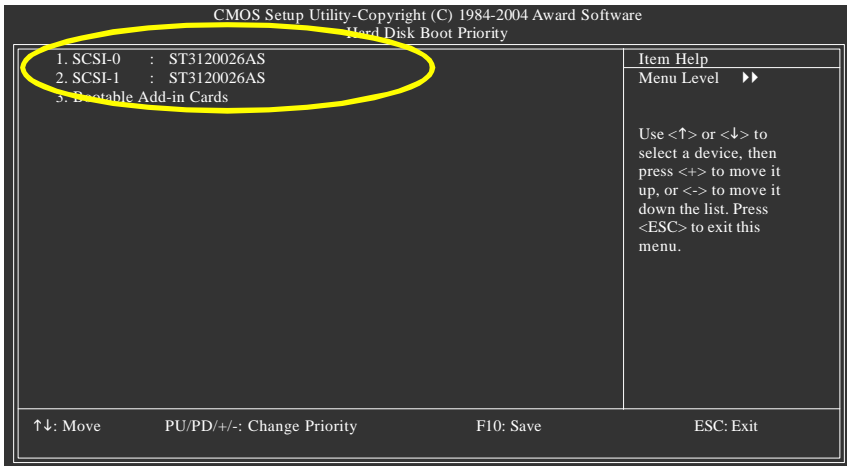 CMOS Setup Utility-Copyright (C) 1984-2004 Award Software
Hard Disk Boot Priority
1. SCSI-0 : ST3120026AS
2. SCSI-1 : ST3120026AS
3. Bootable Add-in Cards
Item Help
Menu Level ▸▸
Use <↑> or <↓> to
select a device, then
press <+> to move it
up, or <-> to move it
down the list. Press
<ESC> to exit this
menu.
↑↓: Move PU/PD/+/-: Change Priority F10: Save ESC: Exit